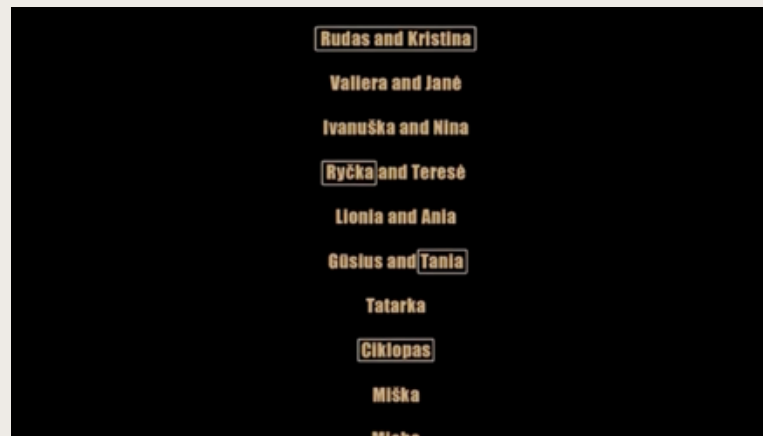 Rudas and Kristina
Valiera and Janė
Ivanuška and Nina
Ryčka and Teresė
Lionia and Ania
Gūsius and Tania
Tatarka
Ciklopas
Miška